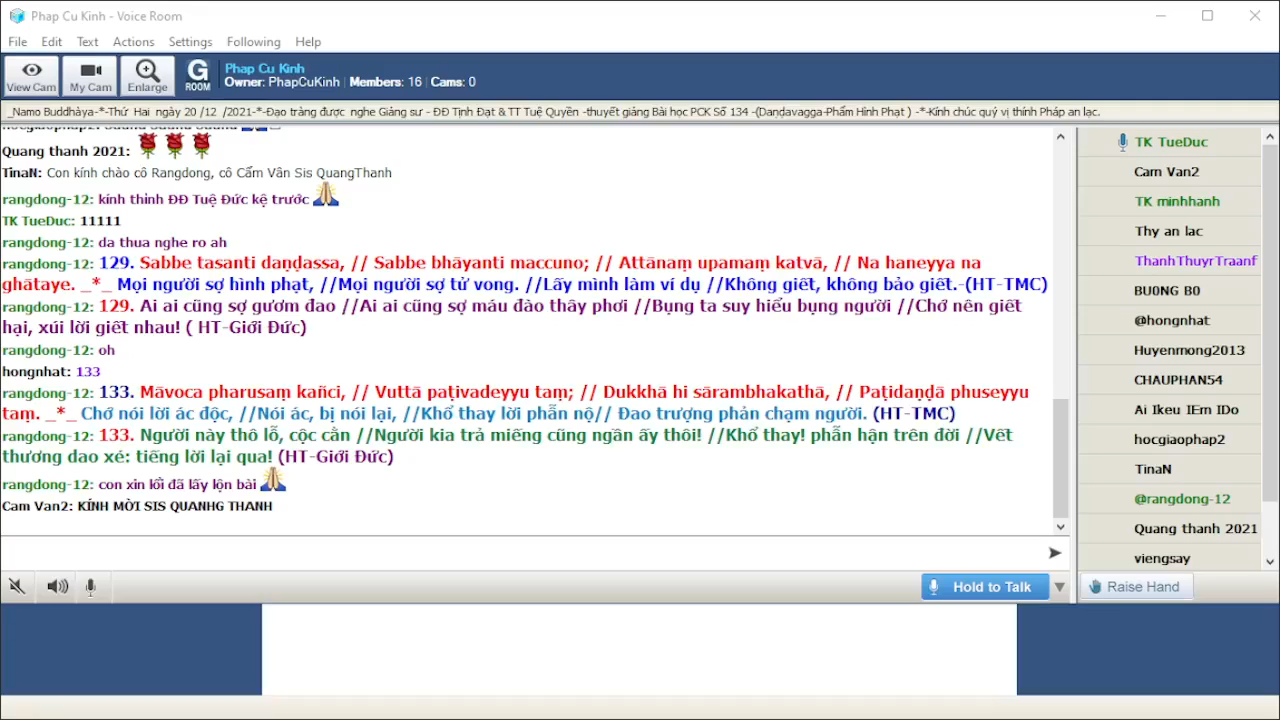 Phap Cu Kinh - Voice Room
File Edit Text Actions Settings Following Help
View Cam My Cam Enlarge G ROOM
Phap Cu Kinh
Owner: PhapCuKinh Members: 16 Cams: 0
_Namo Buddhàya-*-Thứ Hai ngày 20 /12 /2021-*-Đạo tràng được nghe Giảng sư - ĐĐ Tịnh Đạt & TT Tuệ Quyền -thuyết giảng Bài học PCK Số 134 -(Daṇḍavagga-Phẩm Hình Phạt ) -*-Kính chúc quý vị thính Pháp an lạc.
Quang thanh 2021:
TinaN: Con kính chào cô Rangdong, cô Cẩm Vân Sis QuangThanh
rangdong-12: kính thỉnh ĐĐ Tuệ Đức kệ trước
TK TueDuc: 11111
rangdong-12: da thua nghe ro ah
rangdong-12: 129. Sabbe tasanti daṇḍassa, // Sabbe bhāyanti maccuno; // Attānaṃ upamaṃ katvā, // Na haneyya na
ghātaye. _*_ Mọi người sợ hình phạt, //Mọi người sợ tử vong. //Lấy mình làm ví dụ //Không giết, không bảo giết.-(HT-TMC)
rangdong-12: 129. Ai ai cũng sợ gươm đao //Ai ai cũng sợ máu đào thây phơi //Bụng ta suy hiểu bụng người //Chớ nên giết
hại, xúi lời giết nhau! ( HT-Giới Đức)
rangdong-12: oh
hongnhat: 133
rangdong-12: 133. Māvoca pharusaṃ kañci, // Vuttā paṭivadeyyu taṃ; // Dukkhā hi sārambhakathā, // Paṭidaṇḍā phuseyyu
taṃ. _*_ Chớ nói lời ác độc, //Nói ác, bị nói lại, //Khổ thay lời phẫn nộ// Đao trượng phản chạm người. (HT-TMC)
rangdong-12: 133. Người này thô lỗ, cộc cằn //Người kia trả miếng cũng ngần ấy thôi! //Khổ thay! phẫn hận trên đời //Vết
thương dao xé: tiếng lời lại qua! (HT-Giới Đức)
rangdong-12: con xin lỗi đã lấy lộn bài
Cam Van2: KÍNH MỜI SIS QUANHG THANH
TK TueDuc
Cam Van2
TK minhhanh
Thy an lac
ThanhThuyrTraanf
BU0NG B0
@hongnhat
Huyenmong2013
CHAUPHAN54
Ai Ikeu IEm IDo
hocgiaophap2
TinaN
@rangdong-12
Quang thanh 2021
viengsay
Hold to Talk
Raise Hand